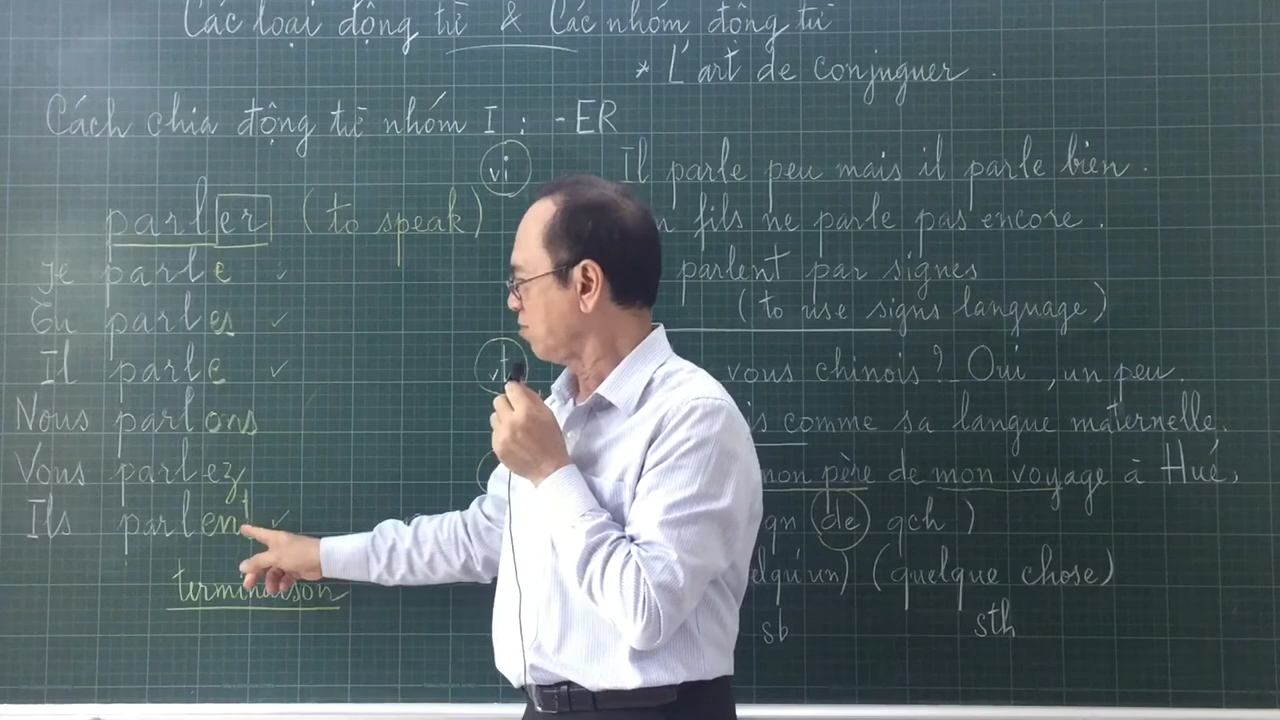 Các loại động từ & Các nhóm động từ
* L'art de conjuguer.
Cách chia động từ nhóm I : -ER
parler (to speak)
Je parle ✓
Tu parles ✓
Il parle ✓
Nous parlons
Vous parlez
Ils parlent ✓
terminaison
vi
Il parle peu mais il parle bien.
fils ne parle pas encore.
parlent par signes
(to use signs language)
vt
vous chinois? Oui, un peu.
comme sa langue maternelle.
mon père de mon voyage à Huế,
qn (de) qch )
(quelque chose)
sb sth